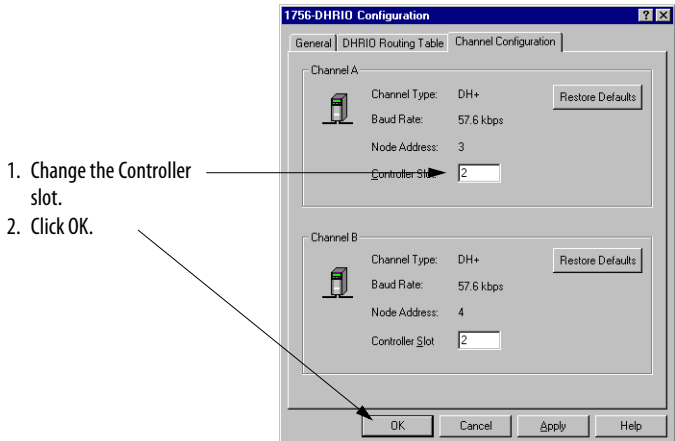 1756-DHRIO Configuration
General DHRIO Routing Table Channel Configuration
Channel A
Channel Type: DH+
Restore Defaults
Baud Rate: 57.6 kbps
Node Address: 3
1. Change the Controller
slot.
Controller Slot 2
2. Click OK.
Channel B
Channel Type: DH+
Restore Defaults
Baud Rate: 57.6 kbps
Node Address: 4
Controller Slot 2
OK Cancel Apply Help